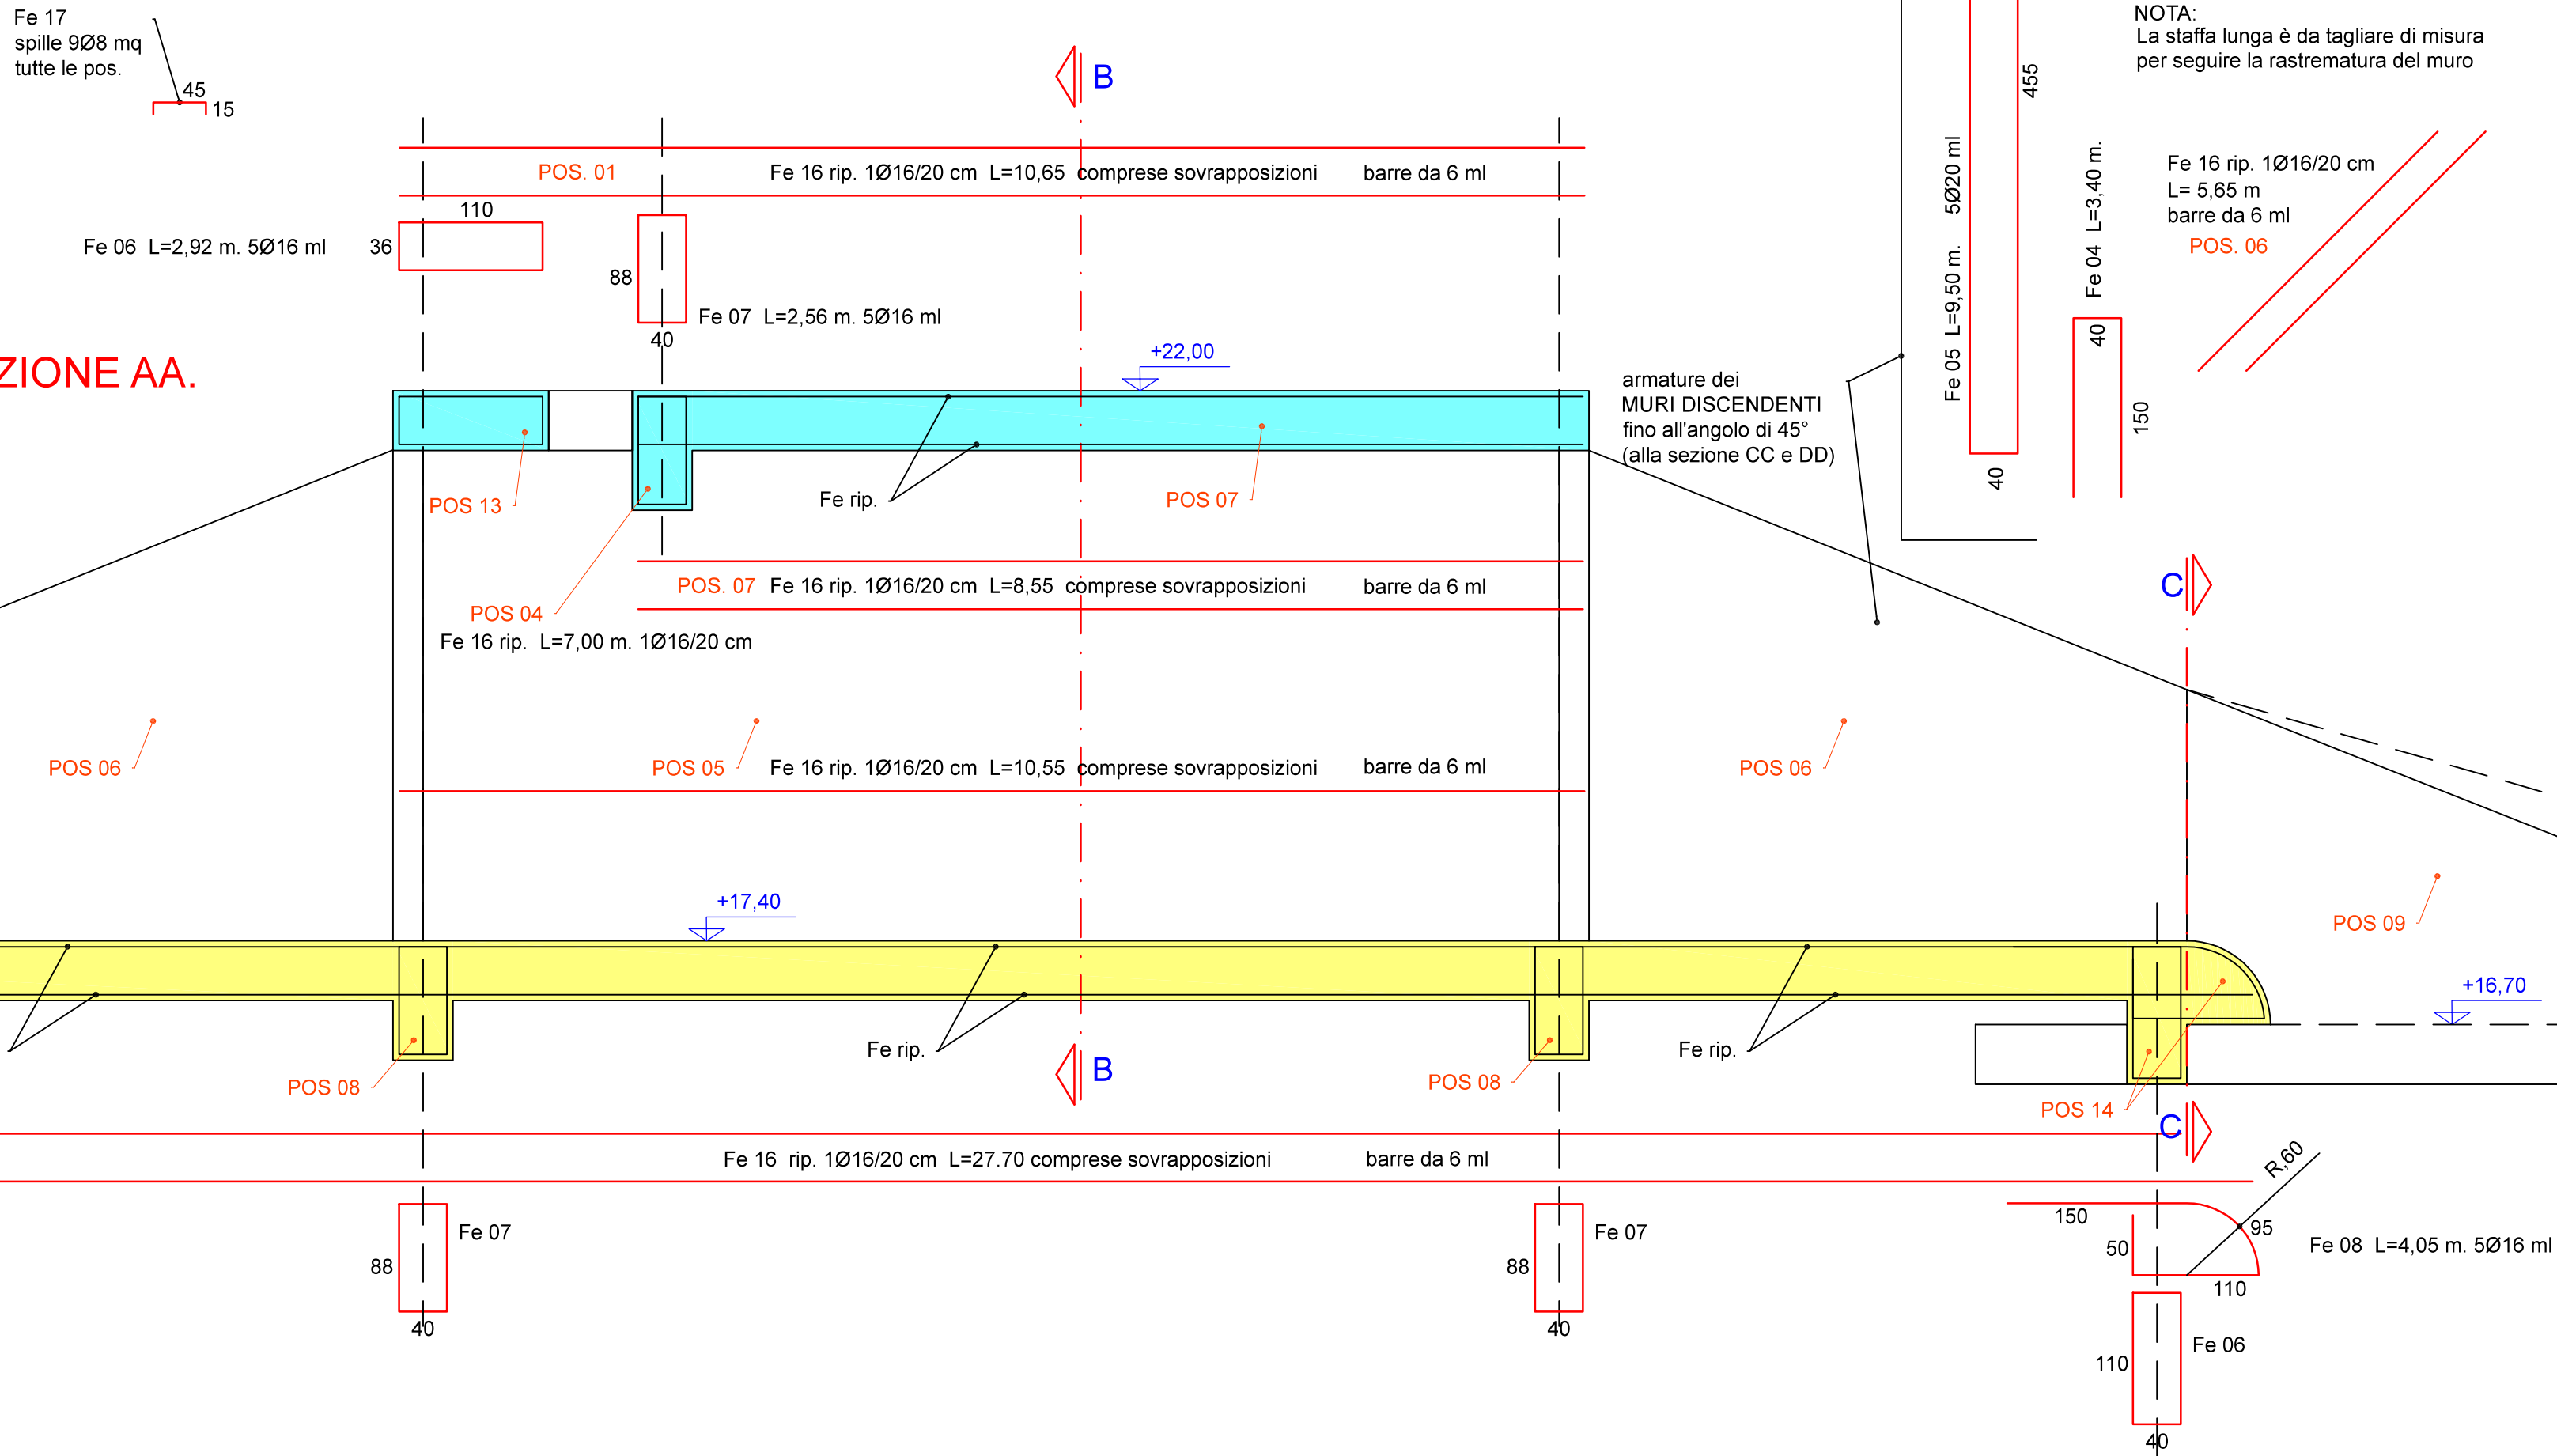 Fe 17
spille 9Ø8 mq
tutte le pos.
45
15
B
NOTA:
La staffa lunga è da tagliare di misura
per seguire la rastrematura del muro
455
Fe 05 L=9,50 m. 5Ø20 ml
40
Fe 04 L=3,40 m.
40
150
Fe 16 rip. 1Ø16/20 cm
L= 5,65 m
barre da 6 ml
POS. 06
POS. 01
Fe 16 rip. 1Ø16/20 cm L=10,65 comprese sovrapposizioni
barre da 6 ml
110
Fe 06 L=2,92 m. 5Ø16 ml
36
88
Fe 07 L=2,56 m. 5Ø16 ml
40
ZIONE AA.
+22,00
armature dei
MURI DISCENDENTI
fino all'angolo di 45°
(alla sezione CC e DD)
POS 13
Fe rip.
POS 07
POS. 07
Fe 16 rip. 1Ø16/20 cm L=8,55 comprese sovrapposizioni
barre da 6 ml
C
POS 04
Fe 16 rip. L=7,00 m. 1Ø16/20 cm
POS 06
POS 05
Fe 16 rip. 1Ø16/20 cm L=10,55 comprese sovrapposizioni
barre da 6 ml
POS 06
+17,40
POS 09
+16,70
Fe rip.
Fe rip.
B
POS 08
POS 08
POS 14
C
Fe 16 rip. 1Ø16/20 cm L=27.70 comprese sovrapposizioni
barre da 6 ml
R,60
Fe 07
88
40
Fe 07
88
40
150
95
50
110
Fe 08 L=4,05 m. 5Ø16 ml
Fe 06
110
40